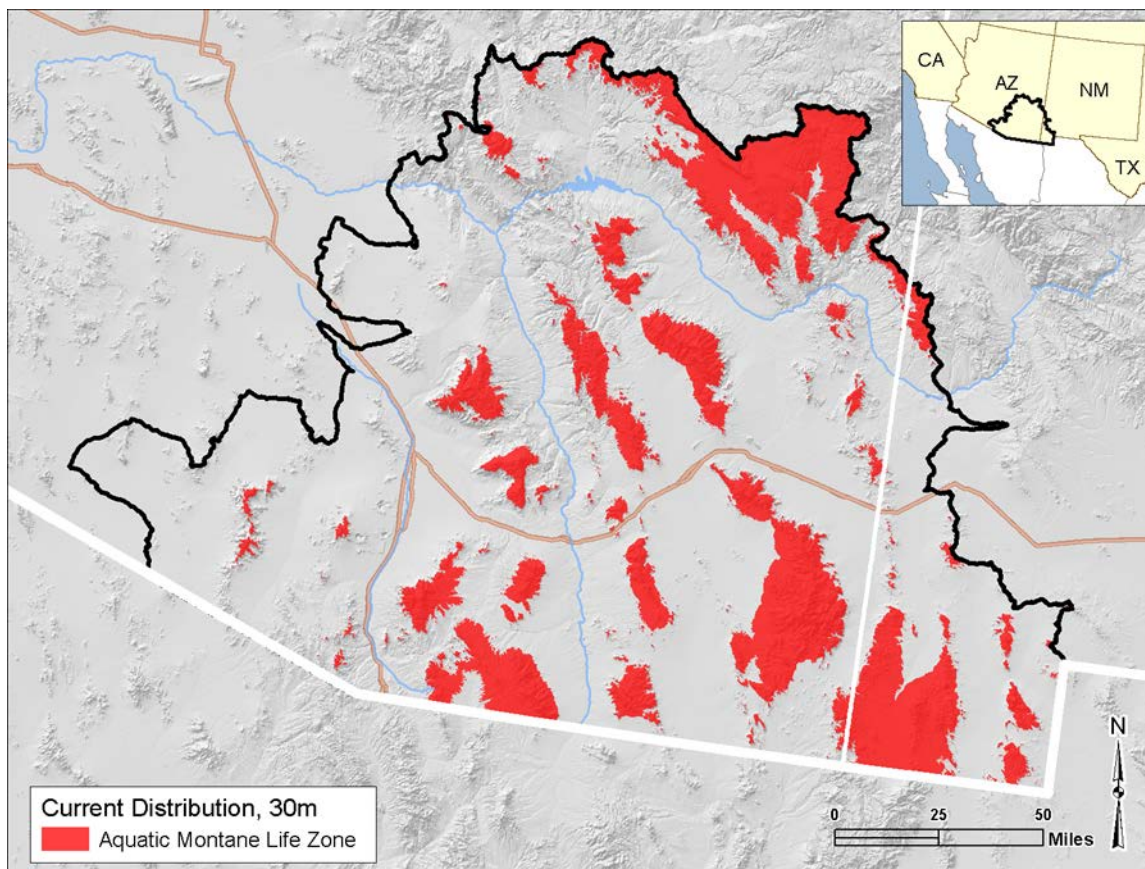 CA
AZ
NM
TX
Current Distribution, 30m
Aquatic Montane Life Zone
N
0 25 50
Miles